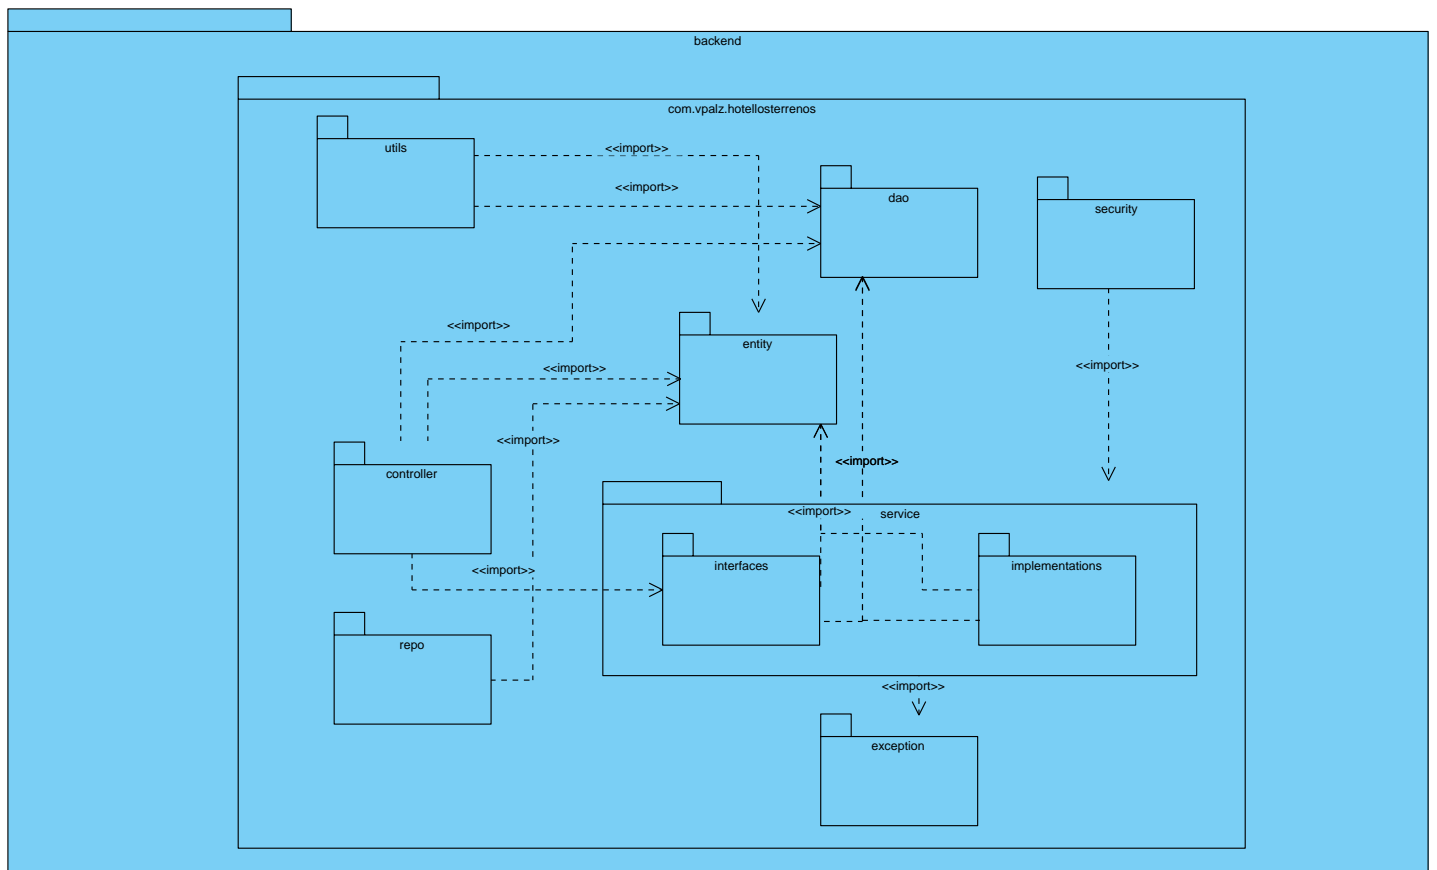 backend
com.vpalz.hotellosterrenos
utils
<<import>>
<<import>>
dao
security
<<import>>
entity
<<import>>
<<import>>
<<import>>
<<import>>
controller
<<import>>
service
interfaces
implementations
<<import>>
repo
<<import>>
exception
<<import>>